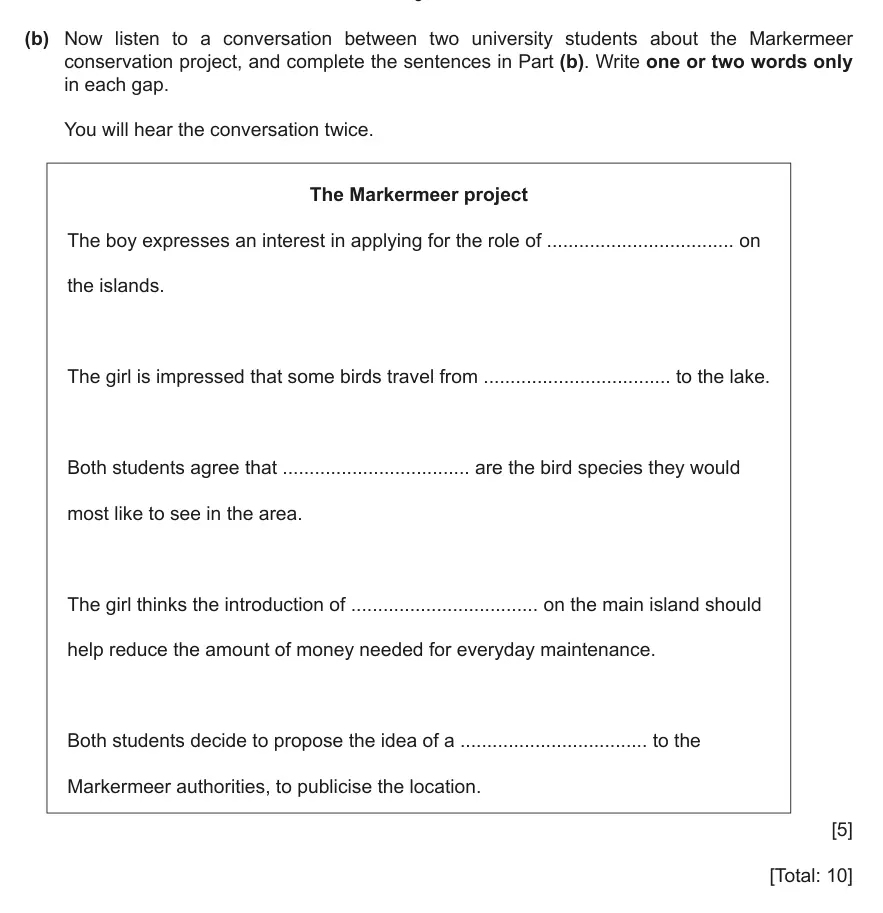 (b) Now listen to a conversation between two university students about the Markermeer
conservation project, and complete the sentences in Part (b). Write one or two words only
in each gap.
You will hear the conversation twice.
The Markermeer project
The boy expresses an interest in applying for the role of ................................... on
the islands.
The girl is impressed that some birds travel from ................................... to the lake.
Both students agree that ................................... are the bird species they would
most like to see in the area.
The girl thinks the introduction of ................................... on the main island should
help reduce the amount of money needed for everyday maintenance.
Both students decide to propose the idea of a ................................... to the
Markermeer authorities, to publicise the location.
[5]
[Total: 10]